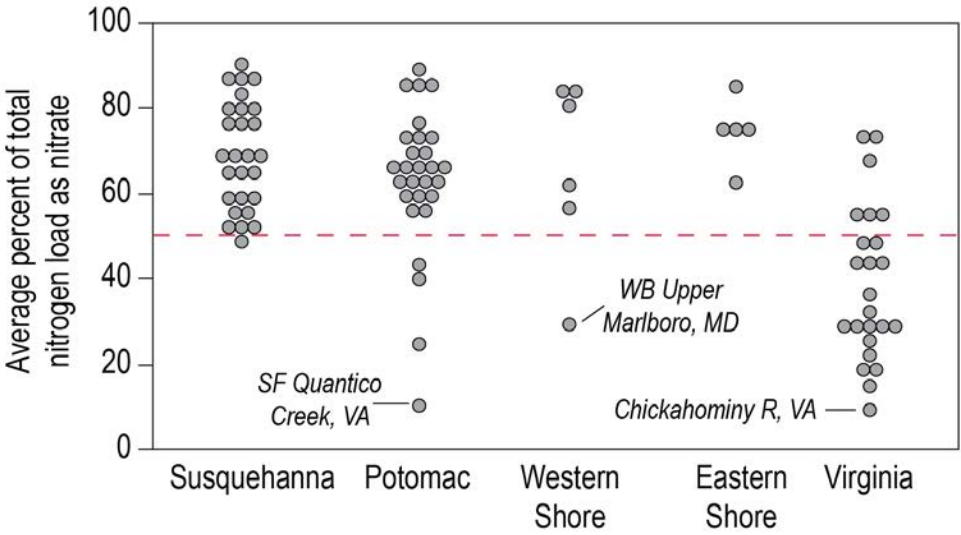 Average percent of total
nitrogen load as nitrate
100
80
60
40
20
0
WB Upper
Marlboro, MD
SF Quantico
Creek, VA
Chickahominy R, VA
Susquehanna
Potomac
Western
Shore
Eastern
Shore
Virginia